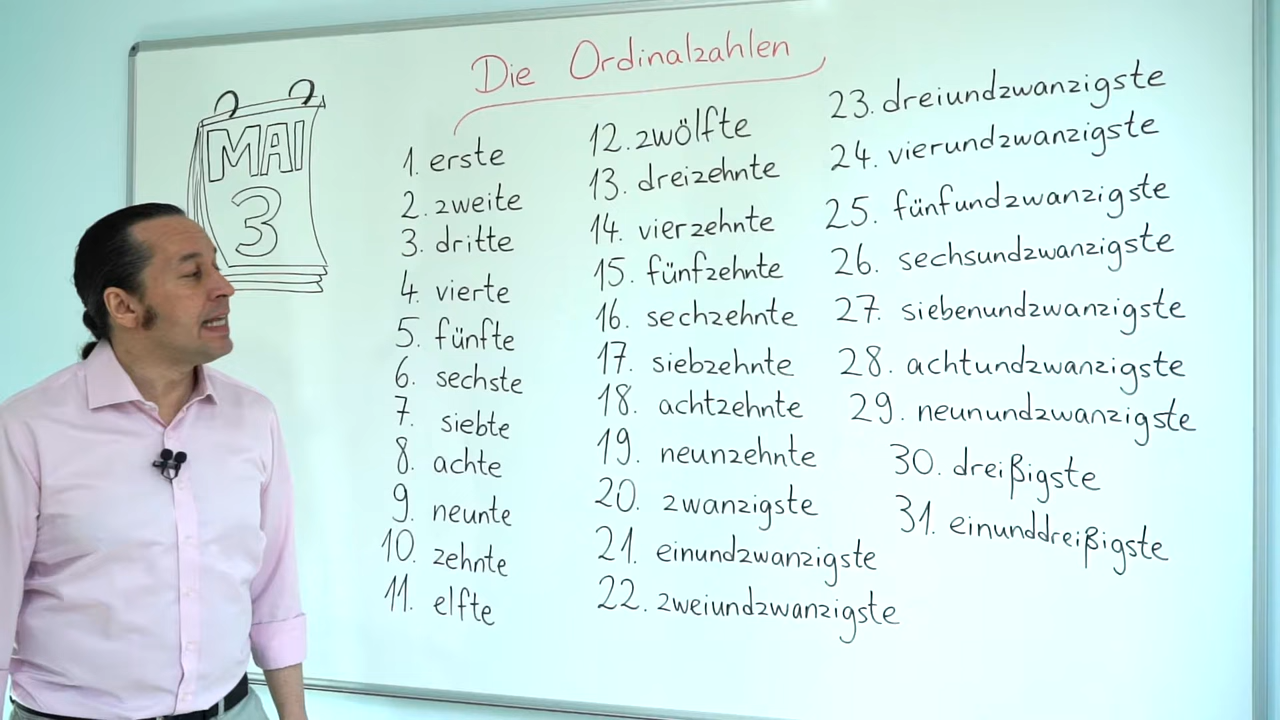 Die Ordinalzahlen
MAI
3
1. erste
2. zweite
3. dritte
4. vierte
5. fünfte
6. sechste
7. siebte
8. achte
9. neunte
10. zehnte
11. elfte
12. zwölfte
13. dreizehnte
14. vierzehnte
15. fünfzehnte
16. sechzehnte
17. siebzehnte
18. achtzehnte
19. neunzehnte
20. zwanzigste
21. einundzwanzigste
22. zweiundzwanzigste
23. dreiundzwanzigste
24. vierundzwanzigste
25. fünfundzwanzigste
26. sechsundzwanzigste
27. siebenundzwanzigste
28. achtundzwanzigste
29. neunundzwanzigste
30. dreißigste
31. einunddreißigste